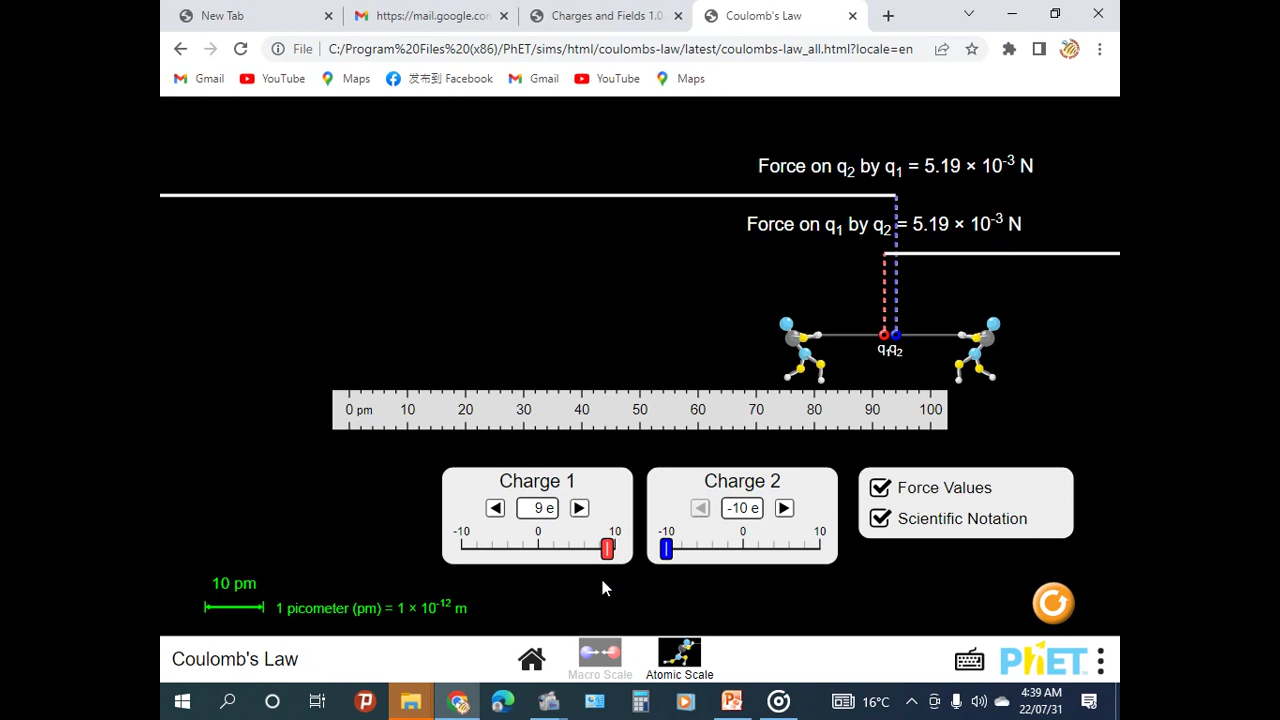 New Tab
https://mail.google.cor
Charges and Fields 1.0.
Coulomb's Law
File
C:/Program%20Files%20(x86)/PhET/sims/html/coulombs-law/latest/coulombs-law_all.html?locale=en
Gmail YouTube Maps 发布到 Facebook Gmail YouTube Maps
Force on q₂ by q₁ = 5.19 × 10⁻³ N
Force on q₁ by q₂ = 5.19 × 10⁻³ N
q₁ q₂
0 pm 10 20 30 40 50 60 70 80 90 100
Charge 1
9 e
-10 0 10
Charge 2
-10 e
-10 0 10
Force Values
Scientific Notation
10 pm
1 picometer (pm) = 1 × 10⁻¹² m
Coulomb's Law
Macro Scale
Atomic Scale
PhET
16°C
4:39 AM
22/07/31